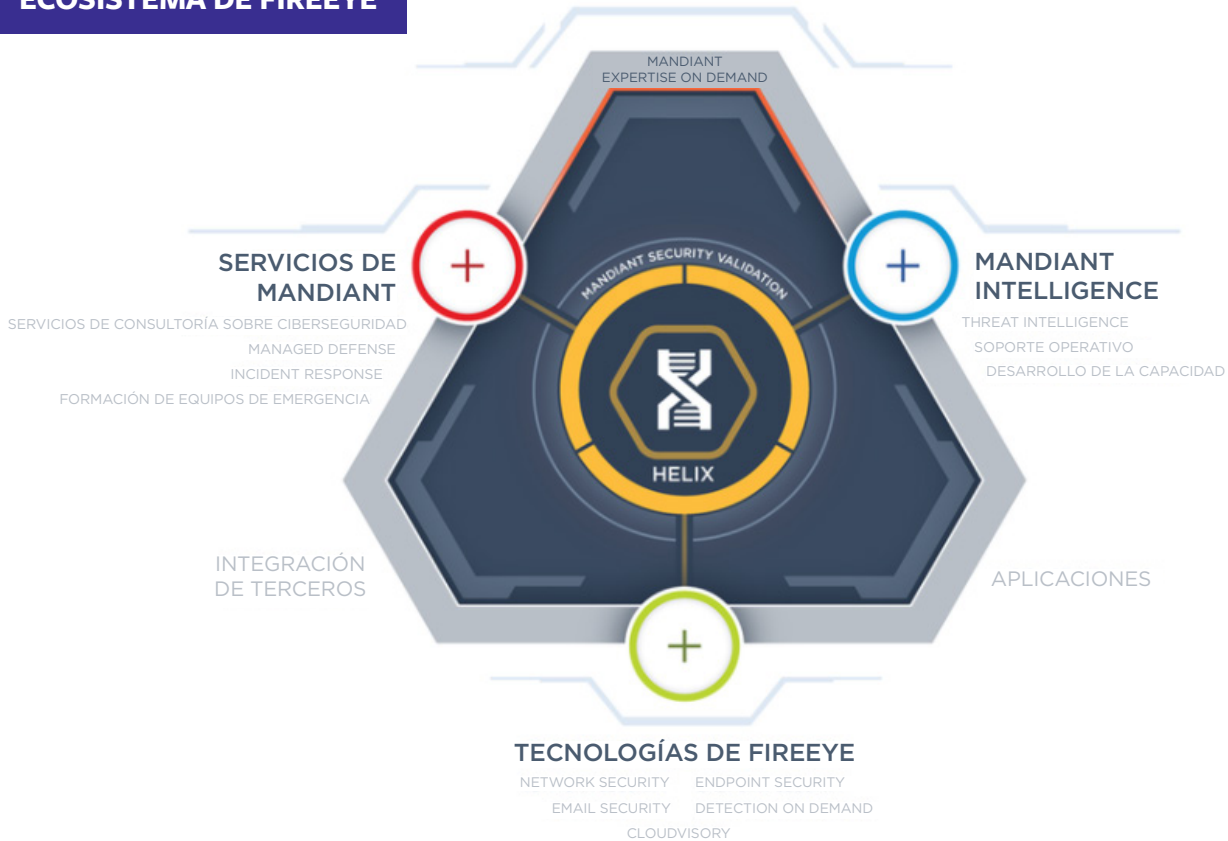 ECOSISTEMA DE FIREEYE
MANDIANT
EXPERTISE ON DEMAND
SERVICIOS DE
MANDIANT
SERVICIOS DE CONSULTORÍA SOBRE CIBERSEGURIDAD
MANAGED DEFENSE
INCIDENT RESPONSE
FORMACIÓN DE EQUIPOS DE EMERGENCIA
MANDIANT SECURITY VALIDATION
HELIX
MANDIANT
INTELLIGENCE
THREAT INTELLIGENCE
SOPORTE OPERATIVO
DESARROLLO DE LA CAPACIDAD
INTEGRACIÓN
DE TERCEROS
APLICACIONES
TECNOLOGÍAS DE FIREEYE
NETWORK SECURITY ENDPOINT SECURITY
EMAIL SECURITY DETECTION ON DEMAND
CLOUDVISORY